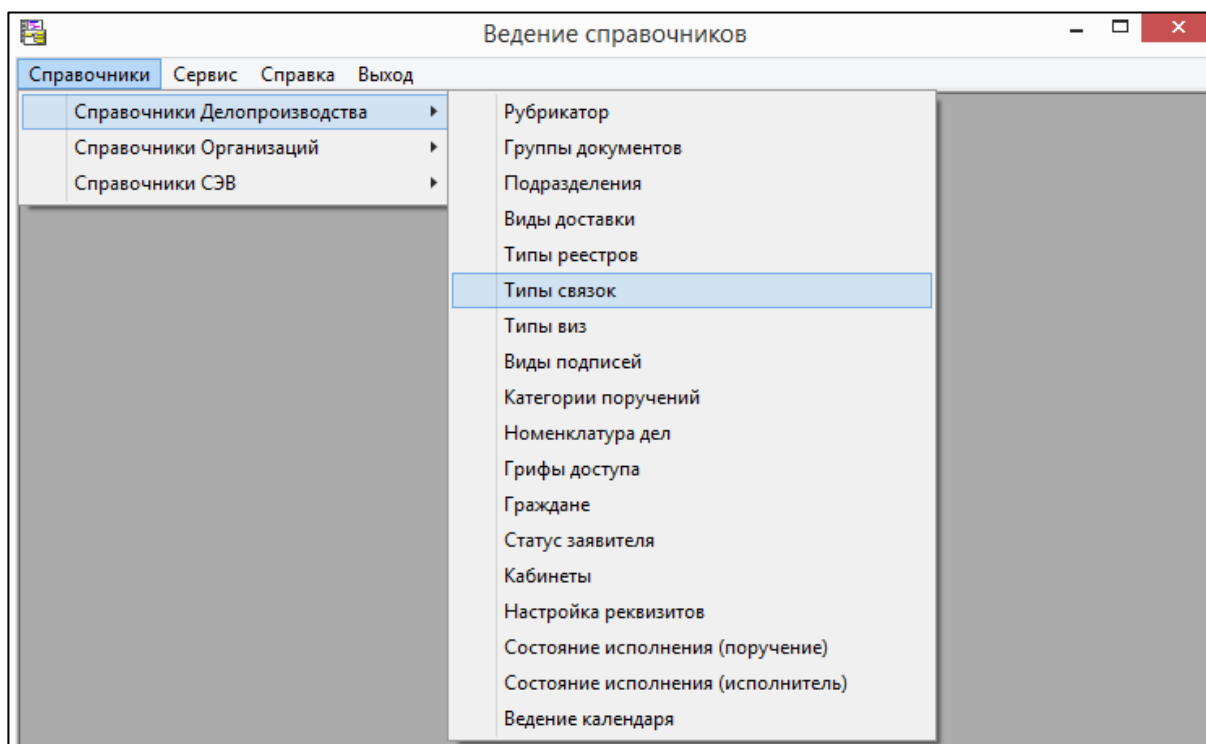 Ведение справочников
Справочники Сервис Справка Выход
Справочники Делопроизводства
Справочники Организаций
Справочники СЭВ
Рубрикатор
Группы документов
Подразделения
Виды доставки
Типы реестров
Типы связок
Типы виз
Виды подписей
Категории поручений
Номенклатура дел
Грифы доступа
Граждане
Статус заявителя
Кабинеты
Настройка реквизитов
Состояние исполнения (поручение)
Состояние исполнения (исполнитель)
Ведение календаря